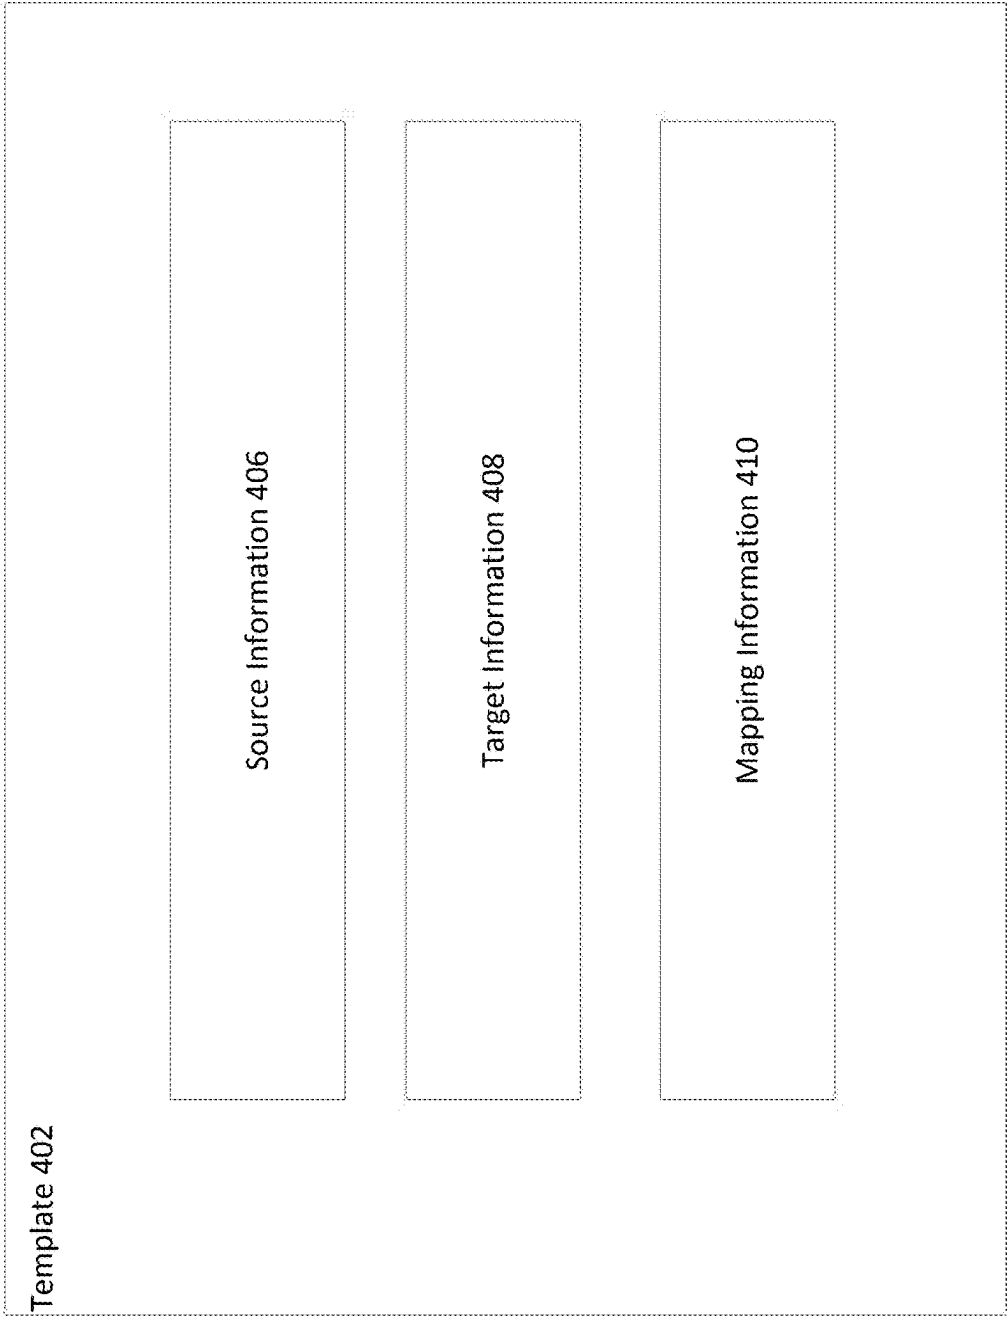 Template 402
Source Information 406
Target Information 408
Mapping Information 410